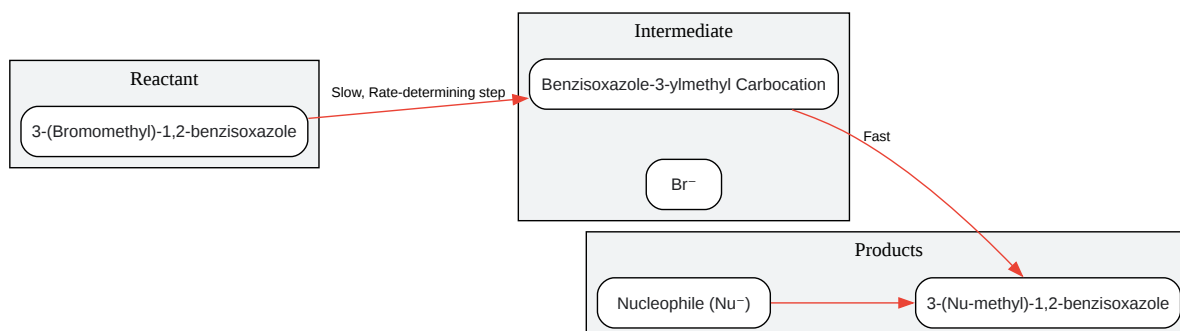 Reactant
3-(Bromomethyl)-1,2-benzisoxazole
Slow, Rate-determining step
Intermediate
Benzisoxazole-3-ylmethyl Carbocation
Br⁻
Fast
Products
Nucleophile (Nu⁻)
3-(Nu-methyl)-1,2-benzisoxazole